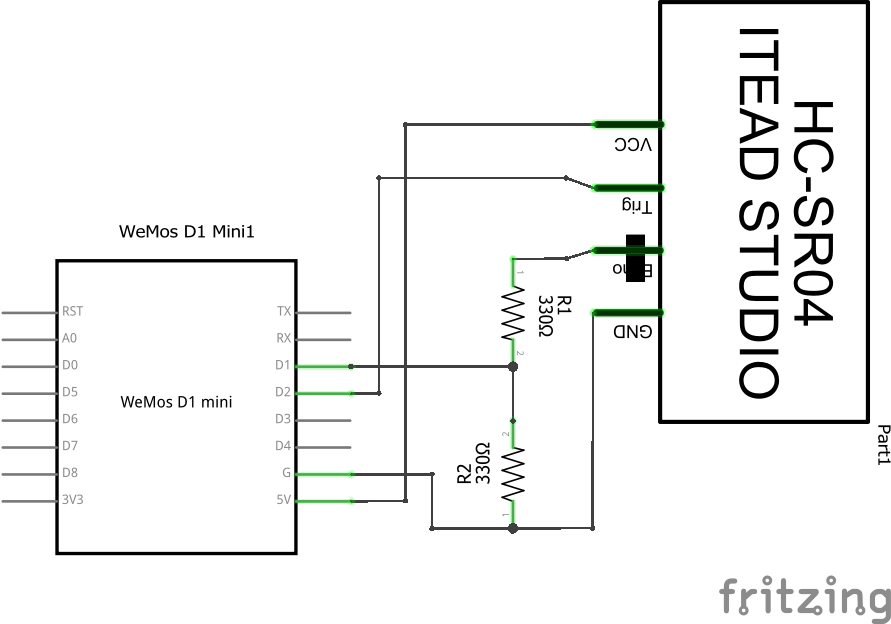 HC-SR04
ITEAD STUDIO
VCC
Trig
GND
Part1
WeMos D1 Mini1
WeMos D1 mini
RST
A0
D0
D5
D6
D7
D8
3V3
TX
RX
D1
D2
D3
D4
G
5V
1
R1
330Ω
2
2
R2
330Ω
1
fritzing